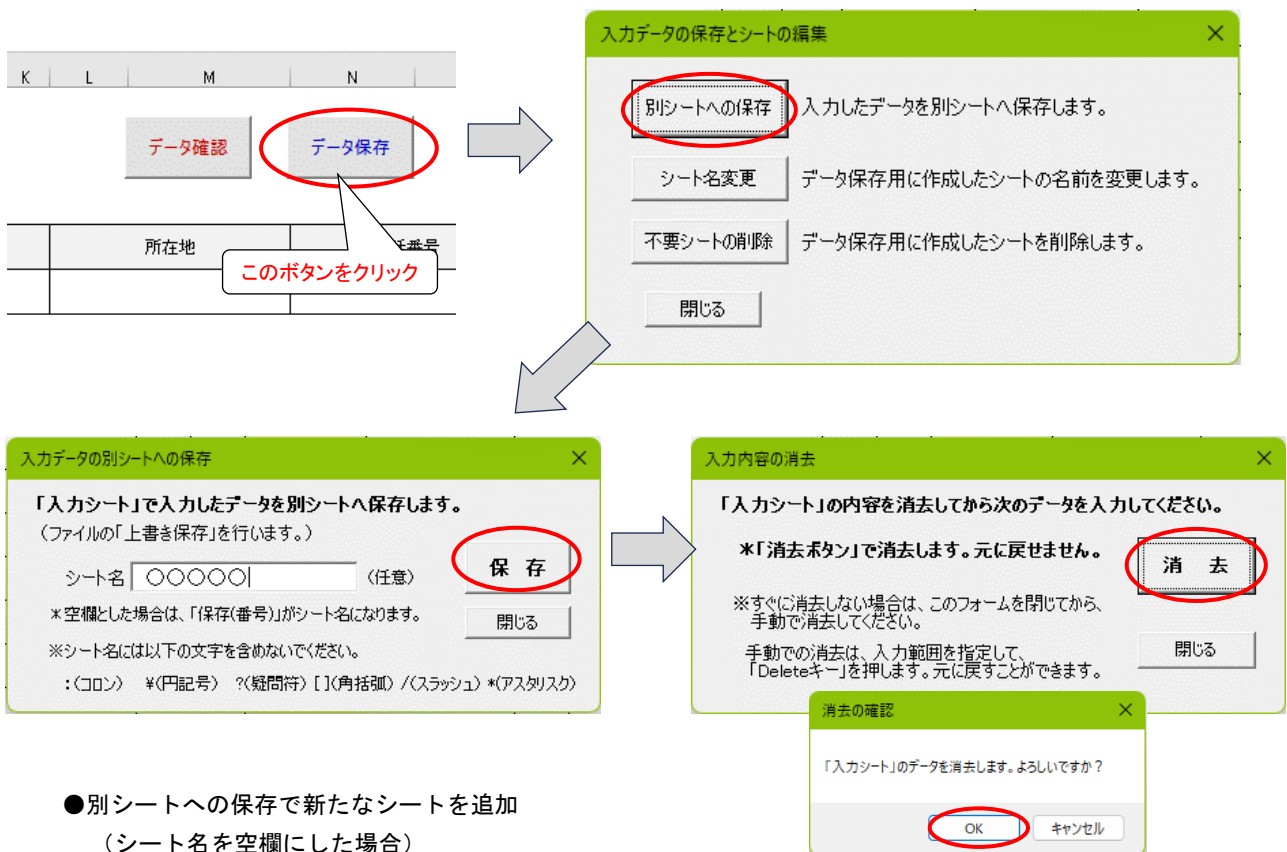 K L M N
データ確認 データ保存
所在地 番号
このボタンをクリック
入力データの保存とシートの編集
別シートへの保存 入力したデータを別シートへ保存します。
シート名変更 データ保存用に作成したシートの名前を変更します。
不要シートの削除 データ保存用に作成したシートを削除します。
閉じる
入力データの別シートへの保存
「入力シート」で入力したデータを別シートへ保存します。
(ファイルの「上書き保存」を行います。)
シート名 〇〇〇〇〇 (任意)
保 存
*空欄とした場合は、「保存(番号)」がシート名になります。
閉じる
※シート名には以下の文字を含めないでください。
:(コロン) ¥(円記号) ?(疑問符) [](角括弧) /(スラッシュ) *(アスタリスク)
入力内容の消去
「入力シート」の内容を消去してから次のデータを入力してください。
*「消去ボタン」で消去します。元に戻せません。
消 去
※すぐに消去しない場合は、このフォームを閉じてから、
手動で消去してください。
閉じる
手動での消去は、入力範囲を指定して、
「Deleteキー」を押します。元に戻すことができます。
消去の確認
「入力シート」のデータを消去します。よろしいですか?
OK キャンセル
●別シートへの保存で新たなシートを追加
(シート名を空欄にした場合)